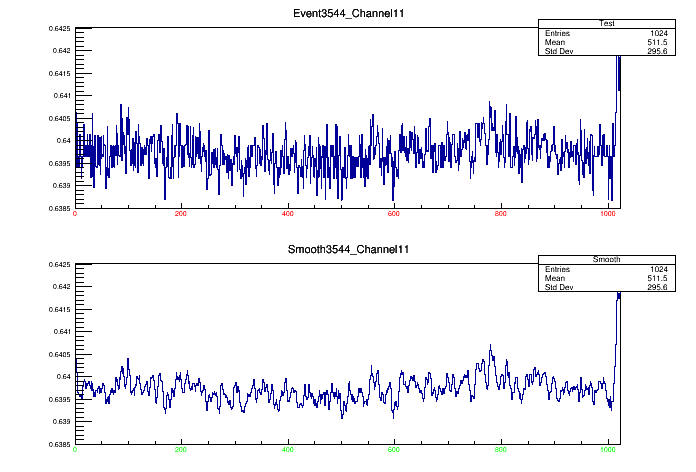 Event3544_Channel11
Test
Entries 1024
Mean 511.5
Std Dev 295.6
0.6425
0.642
0.6415
0.641
0.6405
0.64
0.6395
0.639
0.6385
0 200 400 600 800 1000
Smooth3544_Channel11
Smooth
Entries 1024
Mean 511.5
Std Dev 295.6
0.6425
0.642
0.6415
0.641
0.6405
0.64
0.6395
0.639
0.6385
0 200 400 600 800 1000